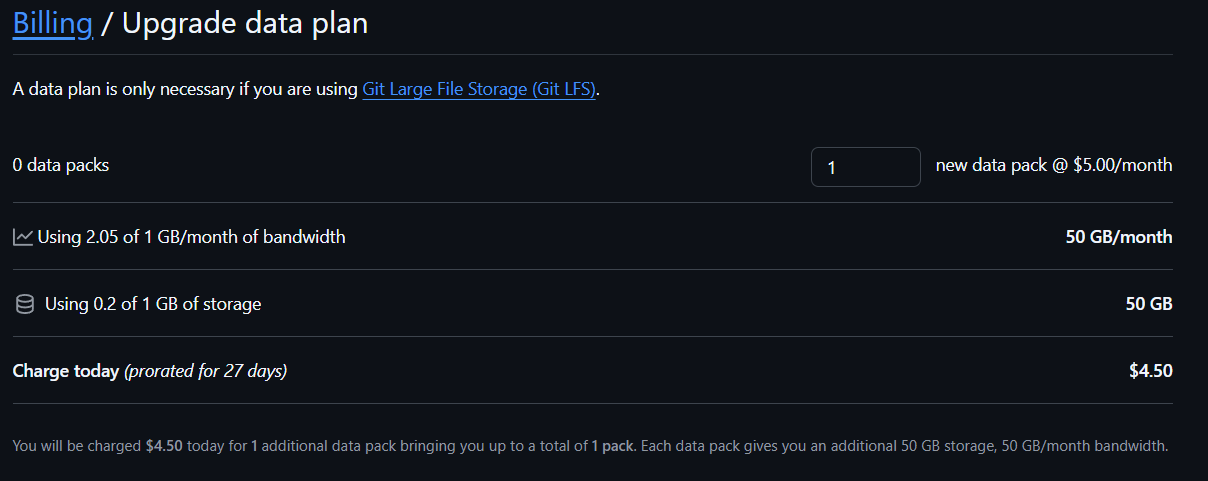 Billing / Upgrade data plan
A data plan is only necessary if you are using Git Large File Storage (Git LFS).
0 data packs 1 new data pack @ $5.00/month
Using 2.05 of 1 GB/month of bandwidth 50 GB/month
Using 0.2 of 1 GB of storage 50 GB
Charge today (prorated for 27 days) $4.50
You will be charged $4.50 today for 1 additional data pack bringing you up to a total of 1 pack. Each data pack gives you an additional 50 GB storage, 50 GB/month bandwidth.